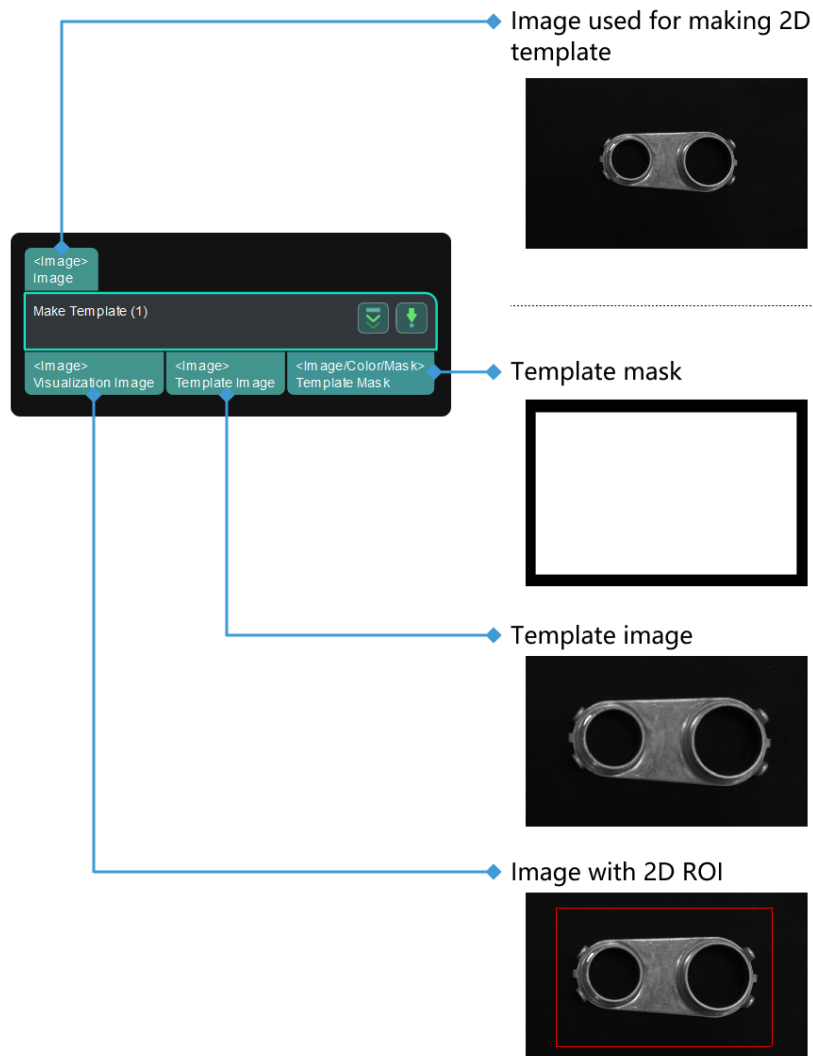 Image used for making 2D
template
<Image>
Image
Make Template (1)
<Image>
Visualization Image
<Image>
Template Image
<Image/Color/Mask>
Template Mask
Template mask
Template image
Image with 2D ROI